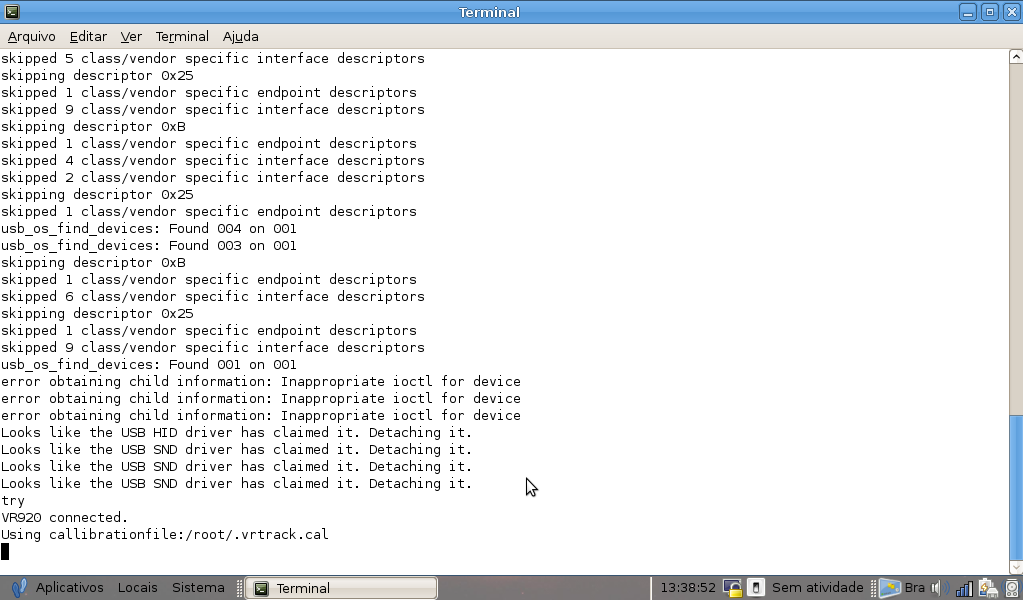 Terminal
Arquivo Editar Ver Terminal Ajuda
skipped 5 class/vendor specific interface descriptors
skipping descriptor 0x25
skipped 1 class/vendor specific endpoint descriptors
skipped 9 class/vendor specific interface descriptors
skipping descriptor 0xB
skipped 1 class/vendor specific endpoint descriptors
skipped 4 class/vendor specific interface descriptors
skipped 2 class/vendor specific interface descriptors
skipping descriptor 0x25
skipped 1 class/vendor specific endpoint descriptors
usb_os_find_devices: Found 004 on 001
usb_os_find_devices: Found 003 on 001
skipping descriptor 0xB
skipped 1 class/vendor specific endpoint descriptors
skipped 6 class/vendor specific interface descriptors
skipping descriptor 0x25
skipped 1 class/vendor specific endpoint descriptors
skipped 9 class/vendor specific interface descriptors
usb_os_find_devices: Found 001 on 001
error obtaining child information: Inappropriate ioctl for device
error obtaining child information: Inappropriate ioctl for device
error obtaining child information: Inappropriate ioctl for device
Looks like the USB HID driver has claimed it. Detaching it.
Looks like the USB SND driver has claimed it. Detaching it.
Looks like the USB SND driver has claimed it. Detaching it.
Looks like the USB SND driver has claimed it. Detaching it.
try
VR920 connected.
Using callibrationfile:/root/.vrtrack.cal
Aplicativos Locais Sistema Terminal 13:38:52 Sem atividade Bra